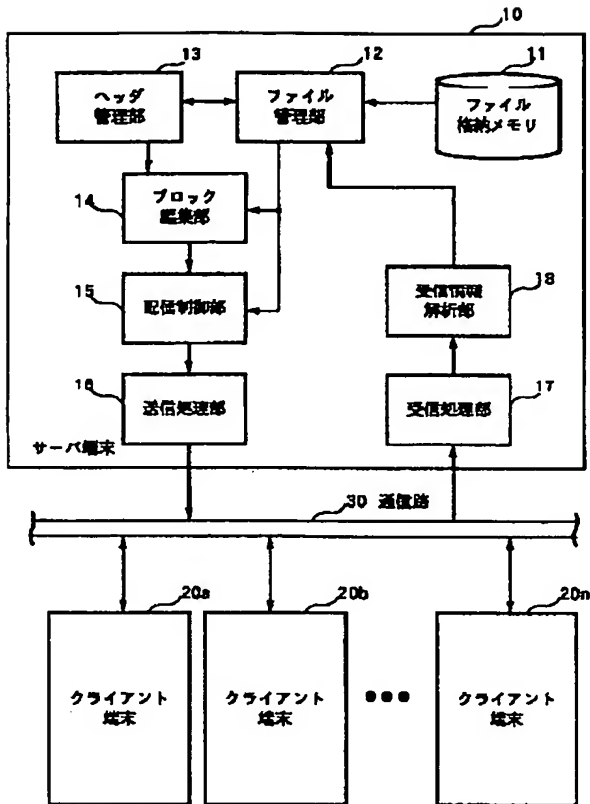 10
13
12
11
ヘッダ
管理部
ファイル
管理部
ファイル
格納メモリ
14
ブロック
編集部
15
配信制御部
受信情報
解析部
18
16
送信処理部
受信処理部
17
サーバ端末
30 通信路
20a
20b
20n
クライアント
端末
クライアント
端末
クライアント
端末